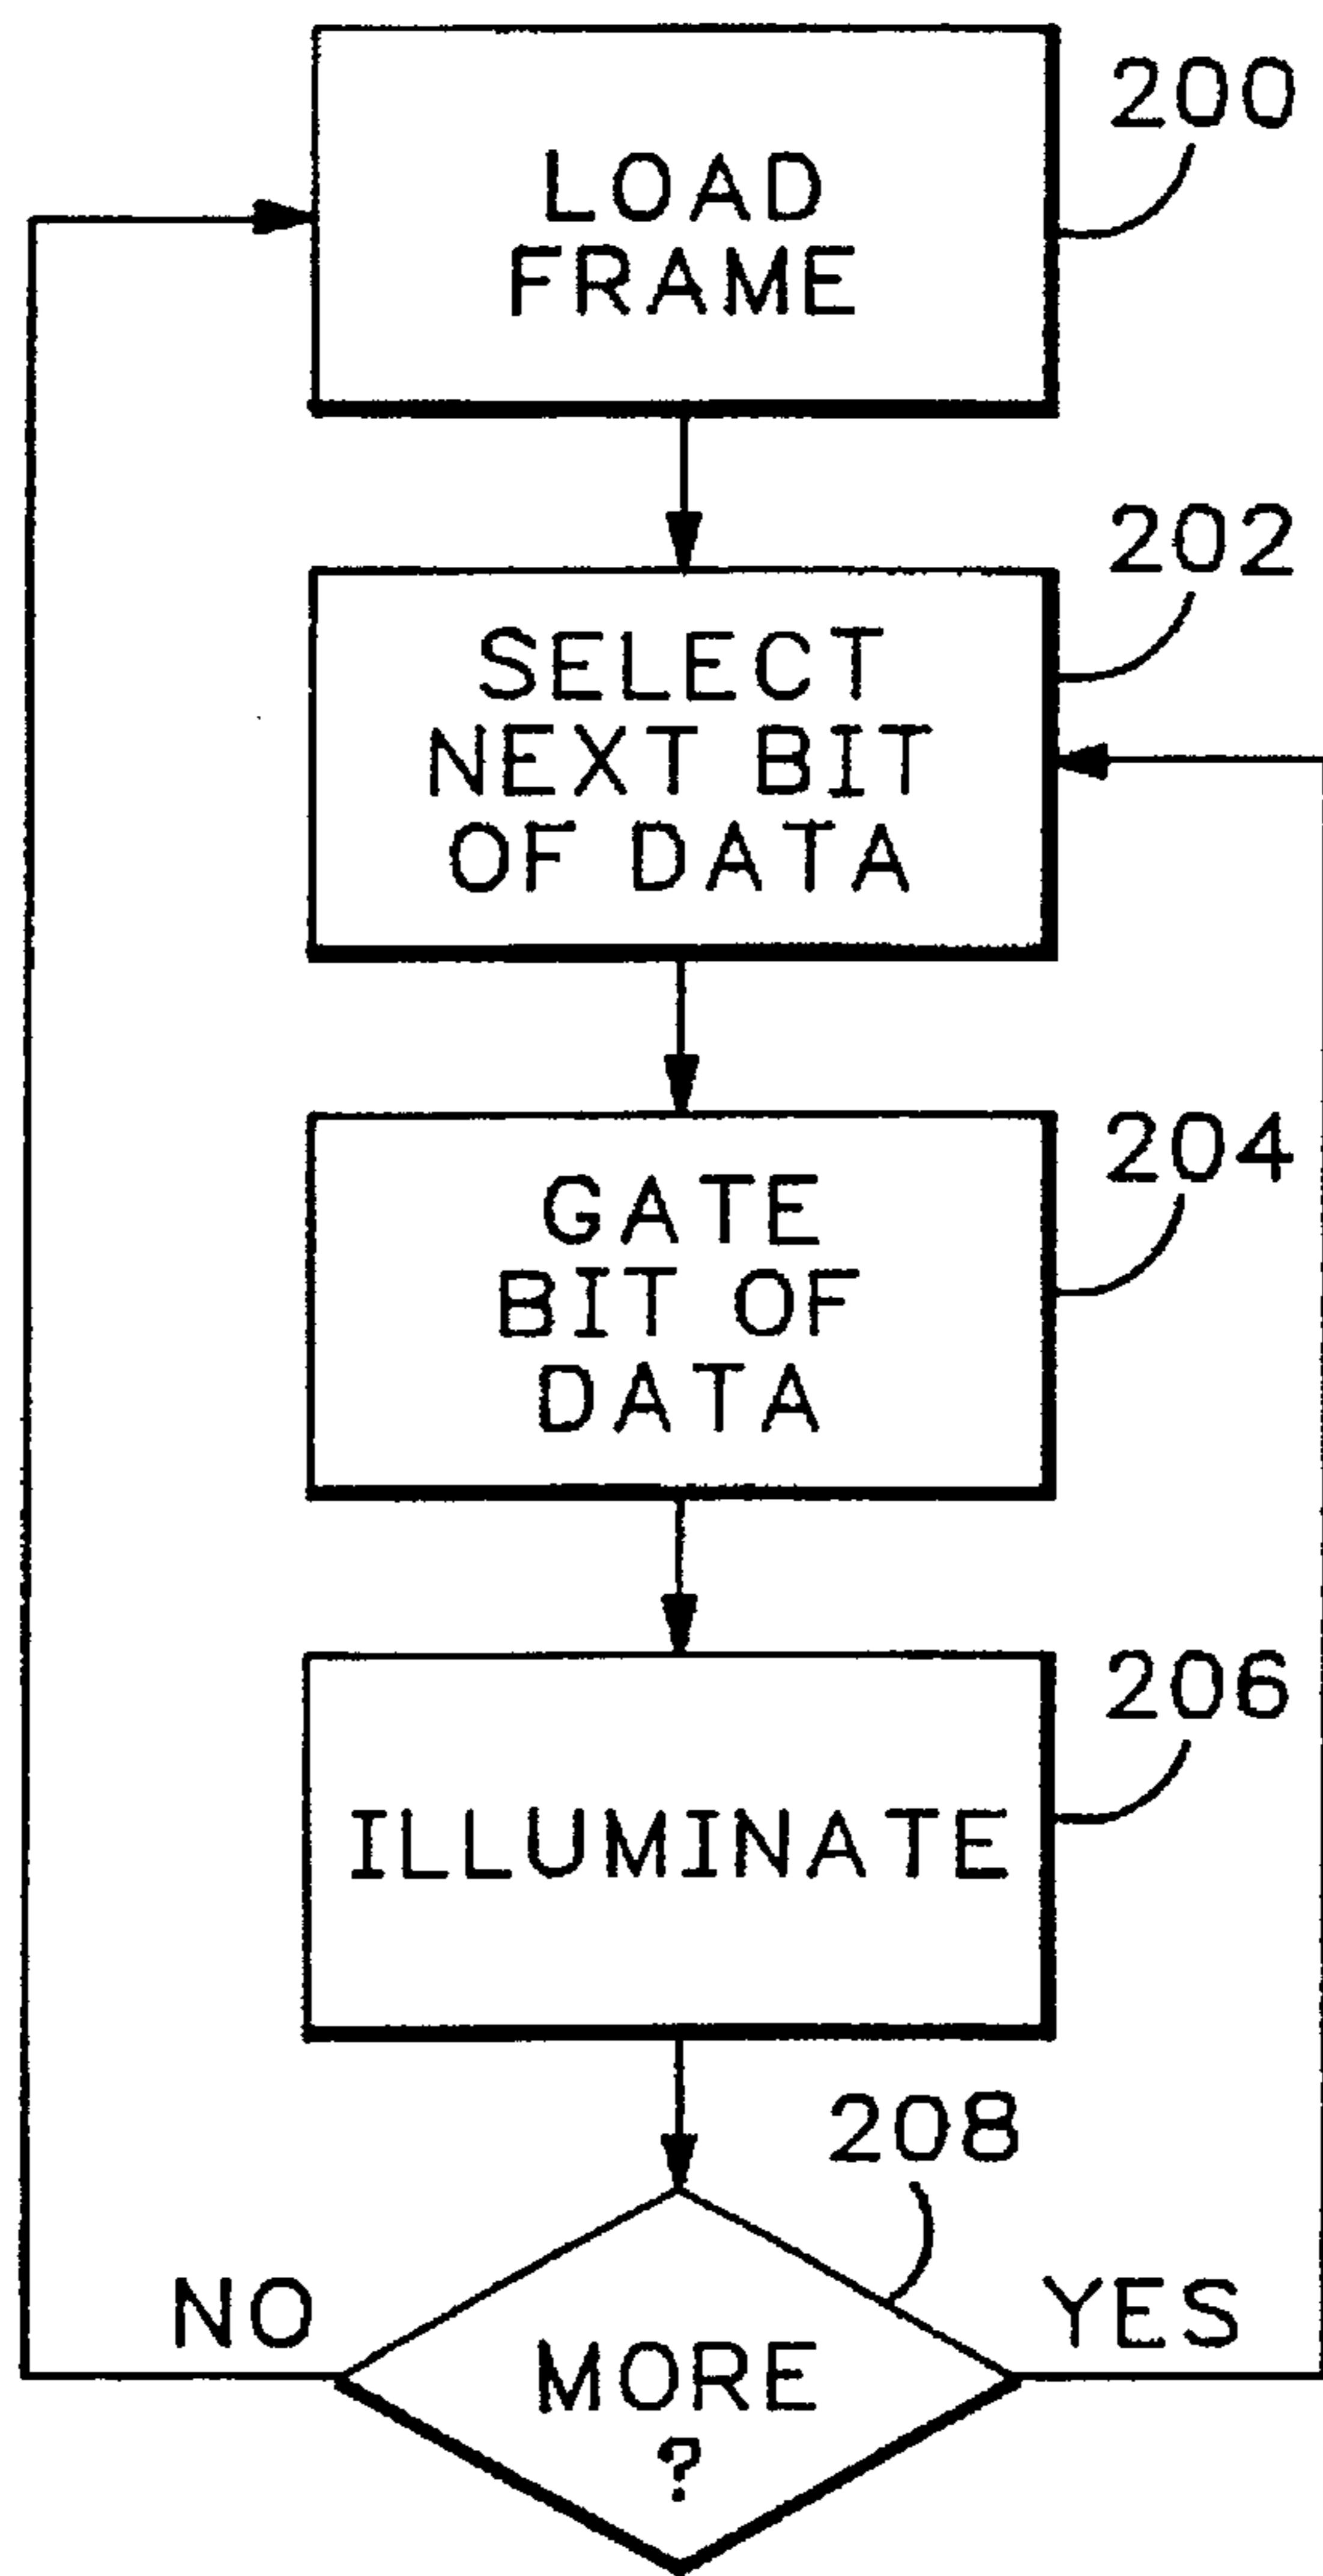 200
LOAD
FRAME
202
SELECT
NEXT BIT
OF DATA
204
GATE
BIT OF
DATA
206
ILLUMINATE
208
NO
YES
MORE
?